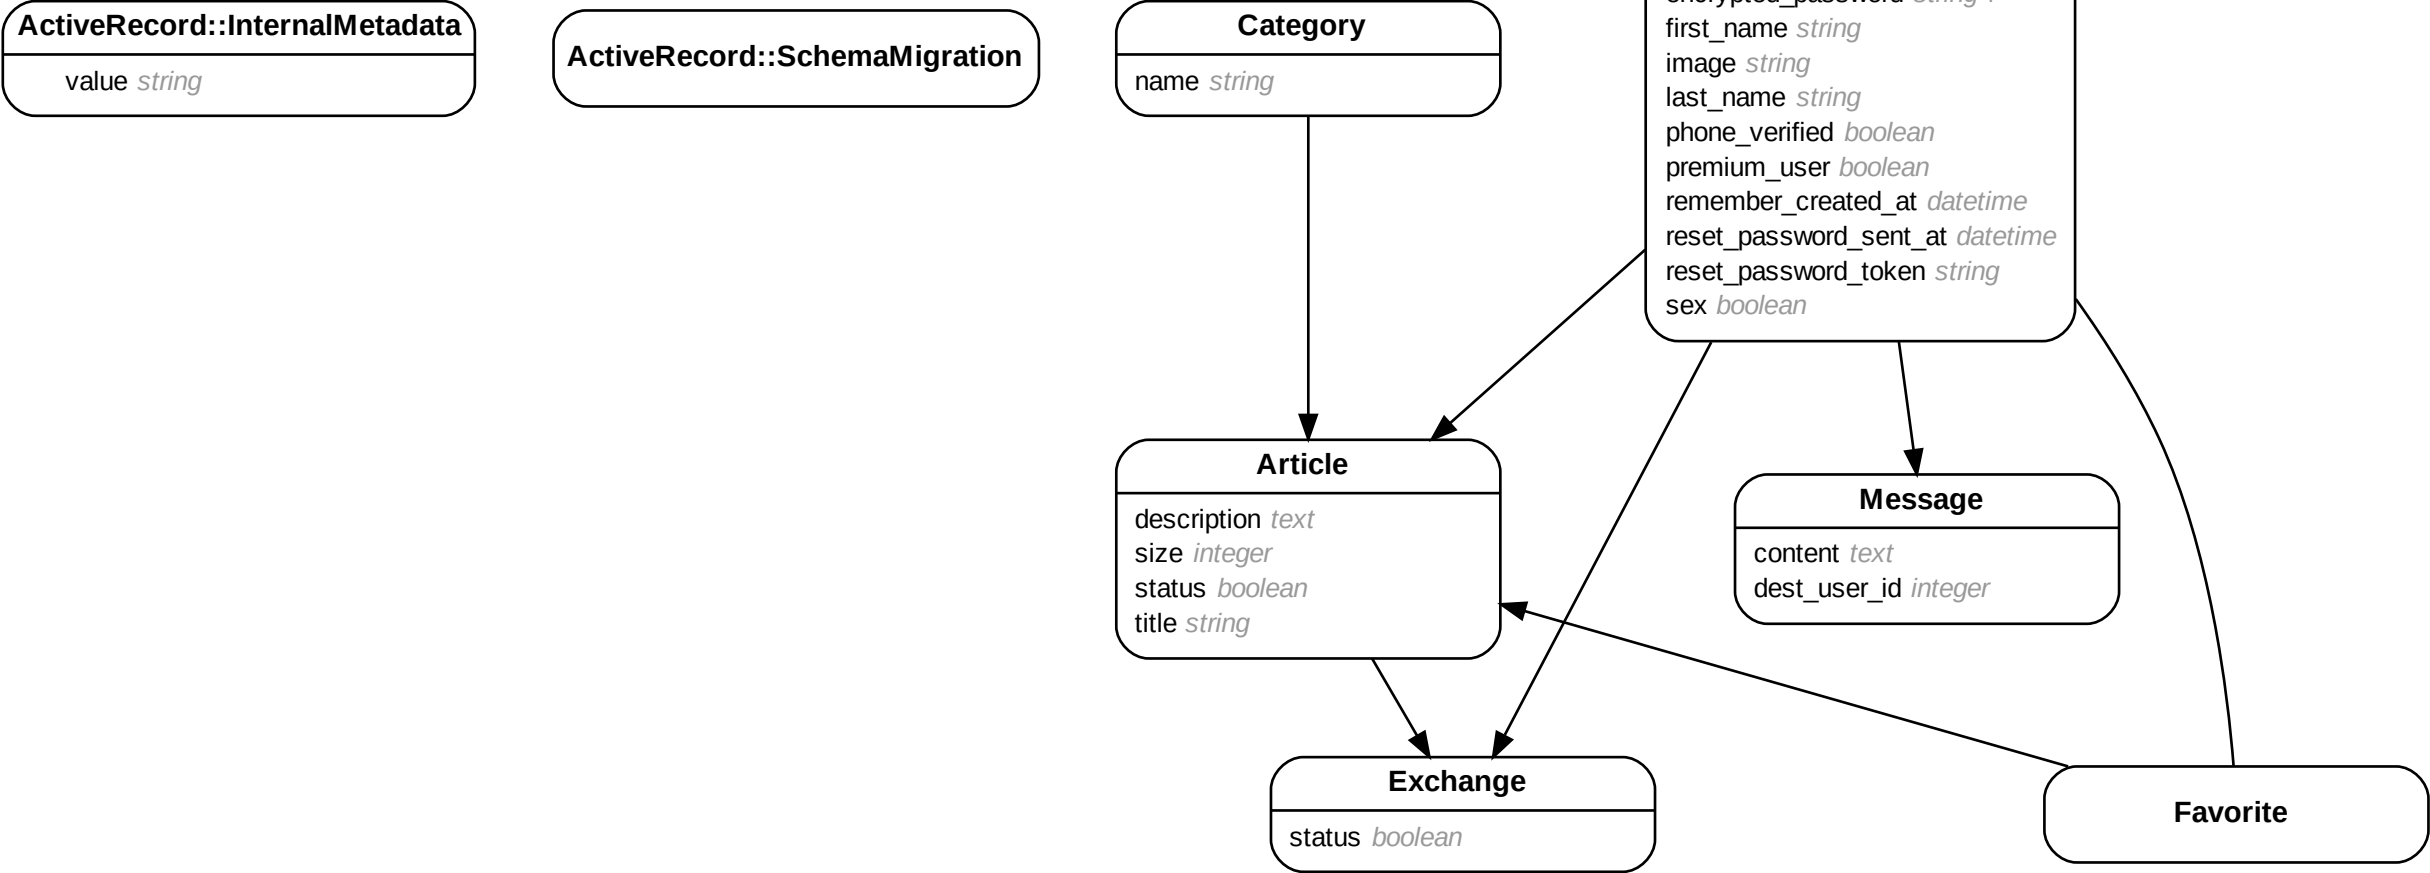 ActiveRecord::InternalMetadata
value string
ActiveRecord::SchemaMigration
Category
name string
encrypted_password string
first_name string
image string
last_name string
phone_verified boolean
premium_user boolean
remember_created_at datetime
reset_password_sent_at datetime
reset_password_token string
sex boolean
Article
description text
size integer
status boolean
title string
Message
content text
dest_user_id integer
Exchange
status boolean
Favorite